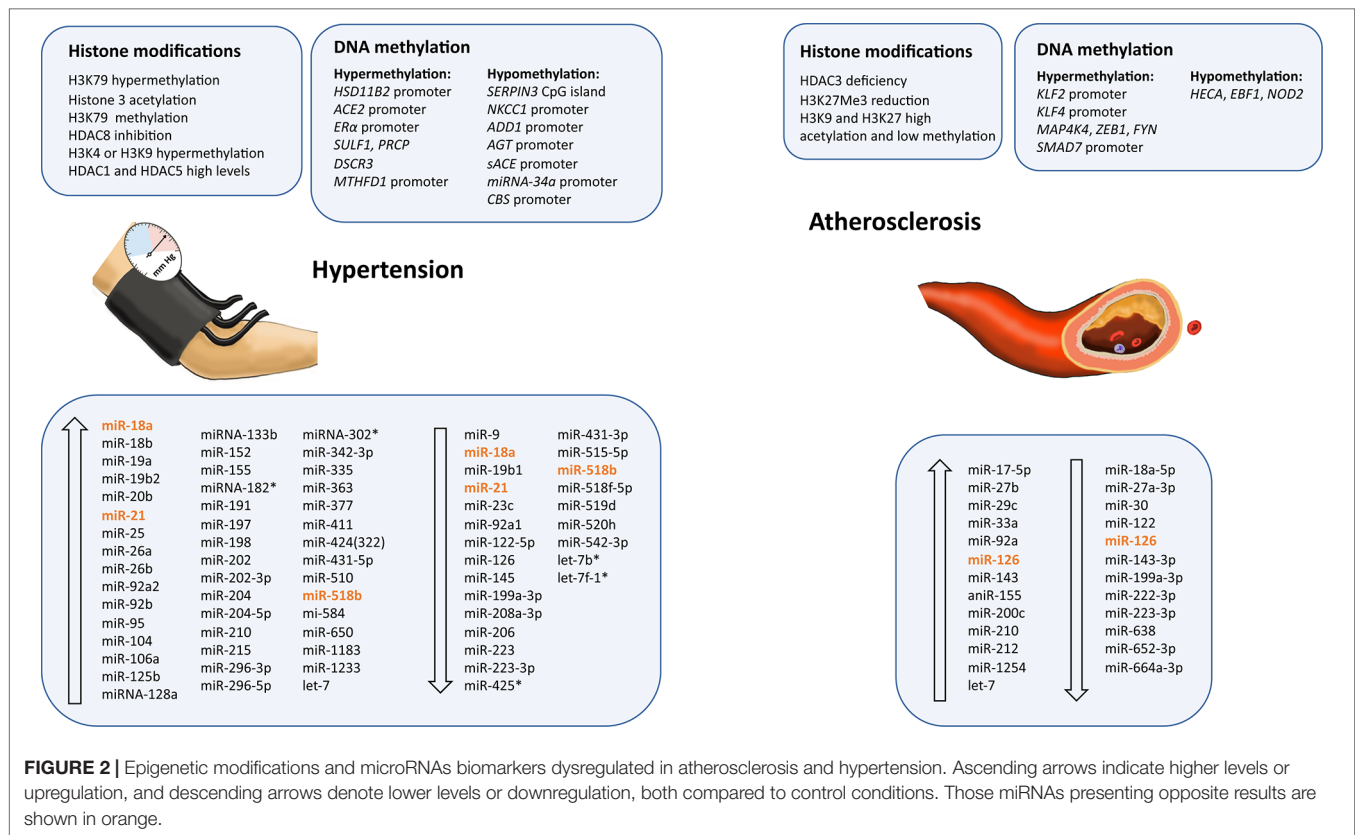 Histone modifications
H3K79 hypermethylation
Histone 3 acetylation
H3K79 methylation
HDAC8 inhibition
H3K4 or H3K9 hypermethylation
HDAC1 and HDAC5 high levels
DNA methylation
Hypermethylation:
HSD11B2 promoter
ACE2 promoter
ERα promoter
SULF1, PRCP
DSCR3
MTHFD1 promoter
Hypomethylation:
SERPIN3 CpG island
NKCC1 promoter
ADD1 promoter
AGT promoter
sACE promoter
miRNA-34a promoter
CBS promoter
mm Hg
Hypertension
miR-18a
miR-18b
miR-19a
miR-19b2
miR-20b
miR-21
miR-25
miR-26a
miR-26b
miR-92a2
miR-92b
miR-95
miR-104
miR-106a
miR-125b
miRNA-128a
miRNA-133b
miR-152
miR-155
miRNA-182*
miR-191
miR-197
miR-198
miR-202
miR-202-3p
miR-204
miR-204-5p
miR-210
miR-215
miR-296-3p
miR-296-5p
miRNA-302*
miR-342-3p
miR-335
miR-363
miR-377
miR-411
miR-424(322)
miR-431-5p
miR-510
miR-518b
mi-584
miR-650
miR-1183
miR-1233
let-7
miR-9
miR-18a
miR-19b1
miR-21
miR-23c
miR-92a1
miR-122-5p
miR-126
miR-145
miR-199a-3p
miR-208a-3p
miR-206
miR-223
miR-223-3p
miR-425*
miR-431-3p
miR-515-5p
miR-518b
miR-518f-5p
miR-519d
miR-520h
miR-542-3p
let-7b*
let-7f-1*
Histone modifications
HDAC3 deficiency
H3K27Me3 reduction
H3K9 and H3K27 high
acetylation and low methylation
DNA methylation
Hypermethylation:
KLF2 promoter
KLF4 promoter
MAP4K4, ZEB1, FYN
SMAD7 promoter
Hypomethylation:
HECA, EBF1, NOD2
Atherosclerosis
miR-17-5p
miR-27b
miR-29c
miR-33a
miR-92a
miR-126
miR-143
aniR-155
miR-200c
miR-210
miR-212
miR-1254
let-7
miR-18a-5p
miR-27a-3p
miR-30
miR-122
miR-126
miR-143-3p
miR-199a-3p
miR-222-3p
miR-223-3p
miR-638
miR-652-3p
miR-664a-3p
FIGURE 2 | Epigenetic modifications and microRNAs biomarkers dysregulated in atherosclerosis and hypertension. Ascending arrows indicate higher levels or
upregulation, and descending arrows denote lower levels or downregulation, both compared to control conditions. Those miRNAs presenting opposite results are
shown in orange.